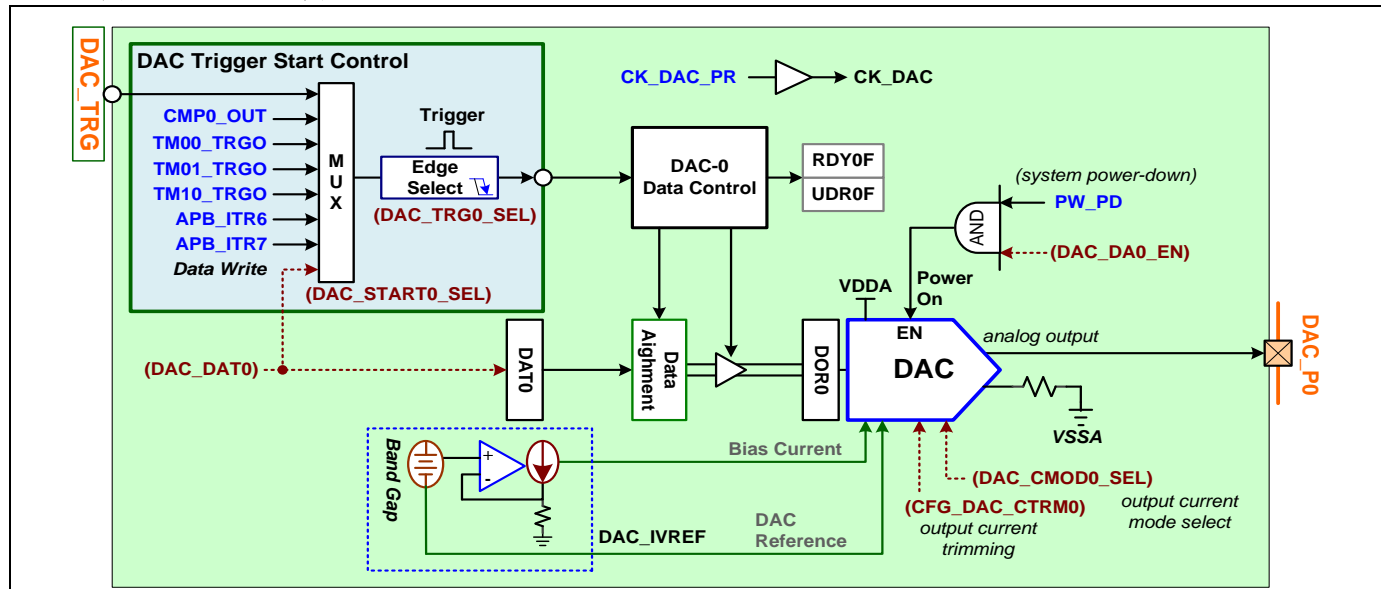 DAC_TRG
DAC Trigger Start Control
CMP0_OUT
TM00_TRGO
TM01_TRGO
TM10_TRGO
APB_ITR6
APB_ITR7
Data Write
MUX
Trigger
Edge
Select
(DAC_TRG0_SEL)
(DAC_START0_SEL)
CK_DAC_PR
CK_DAC
DAC-0
Data Control
RDY0F
UDR0F
(system power-down)
PW_PD
AND
(DAC_DA0_EN)
Power
On
VDDA
EN
DAC
analog output
DAC_P0
VSSA
(DAC_DAT0)
DAT0
Data
Aighment
DOR0
Band Gap
+
-
Bias Current
DAC_IVREF
DAC
Reference
(DAC_CMOD0_SEL)
output current
mode select
(CFG_DAC_CTRM0)
output current
trimming